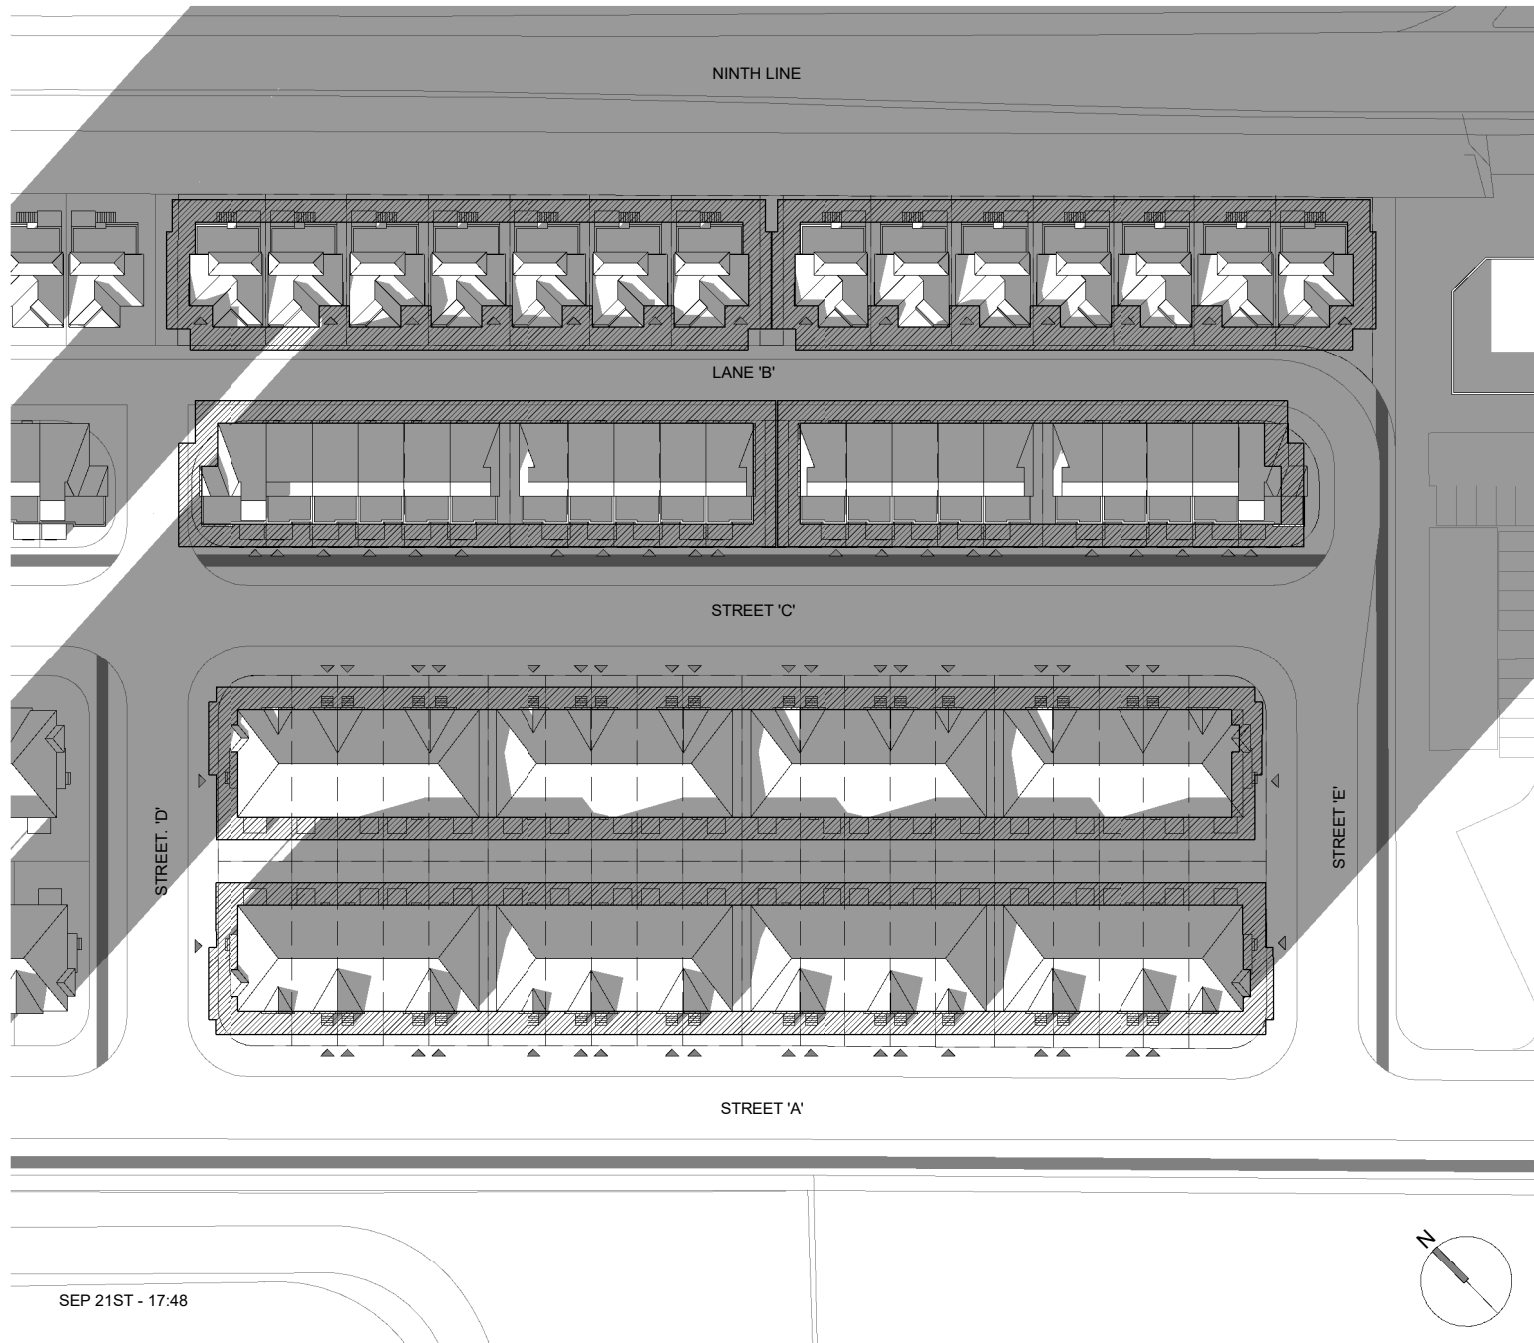 NINTH LINE
LANE 'B'
STREET 'C'
STREET. 'D'
STREET 'E'
STREET 'A'
N
SEP 21ST - 17:48